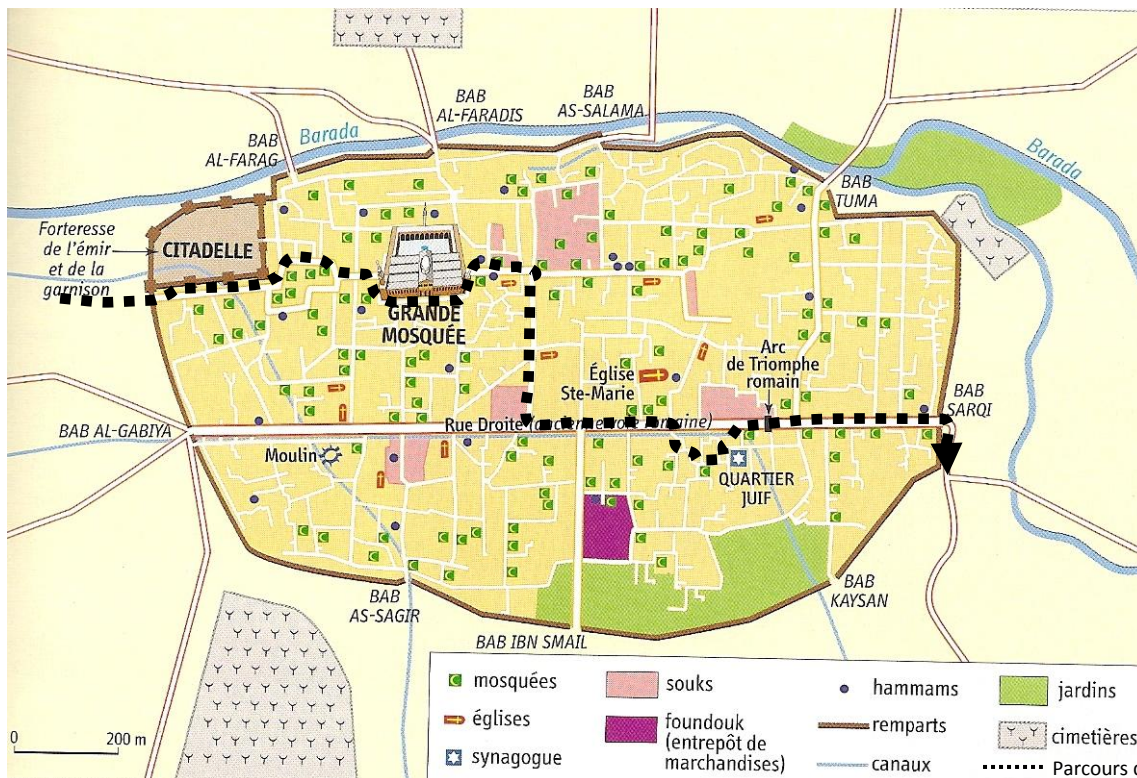 BAB
AL-FARADIS
BAB
AS-SALAMA
BAB
AL-FARAG
Barada
Barada
BAB
TUMA
Forteresse
de l'émir
et de la
garnison
CITADELLE
GRANDE
MOSQUÉE
Église
Ste-Marie
Arc
de Triomphe
romain
BAB
SARQI
BAB AL-GABIYA
Rue Droite (ancienne voie romaine)
Moulin
QUARTIER
JUIF
BAB
AS-SAGIR
BAB IBN SMAIL
BAB
KAYSAN
0 200 m
mosquées
églises
synagogue
souks
foundouk
(entrepôt de
marchandises)
hammams
remparts
canaux
jardins
cimetières
Parcours